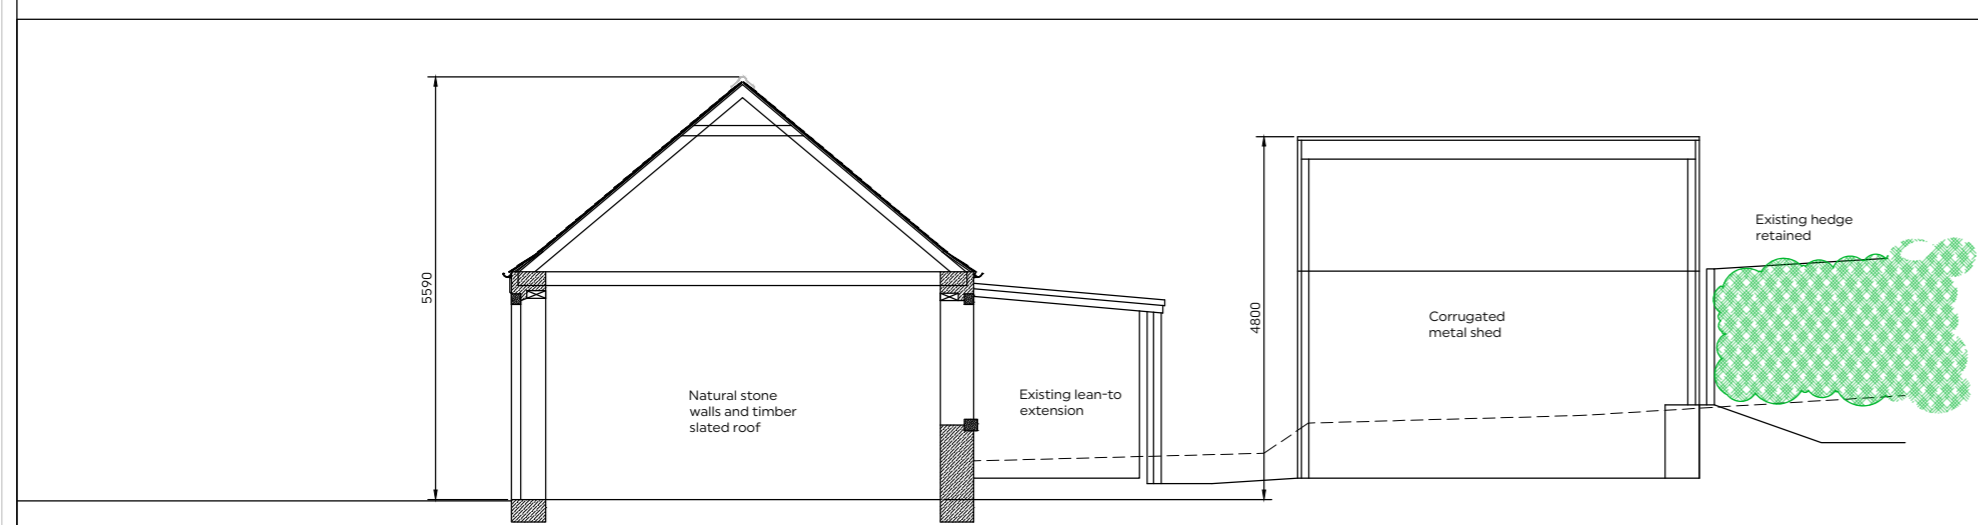 5590
Natural stone
walls and timber
slated roof
Existing lean-to
extension
4800
Corrugated
metal shed
Existing hedge
retained